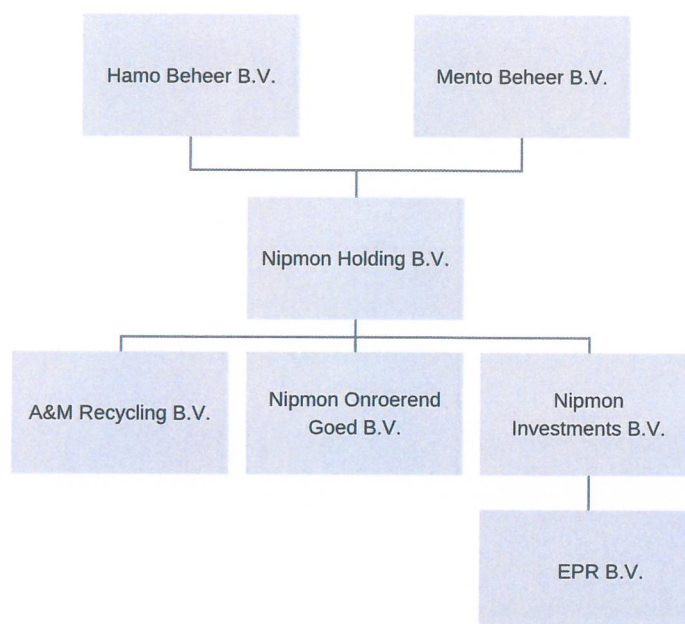 Hamo Beheer B.V.
Mento Beheer B.V.
Nipmon Holding B.V.
A&M Recycling B.V.
Nipmon Onroerend
Goed B.V.
Nipmon
Investments B.V.
EPR B.V.